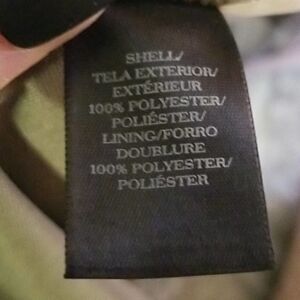 SHELL/
TELA EXTERIOR/
EXTÉRIEUR
100% POLYESTER/
POLIÉSTER/
LINING/FORRO
DOUBLURE
100% POLYESTER/
POLIÉSTER